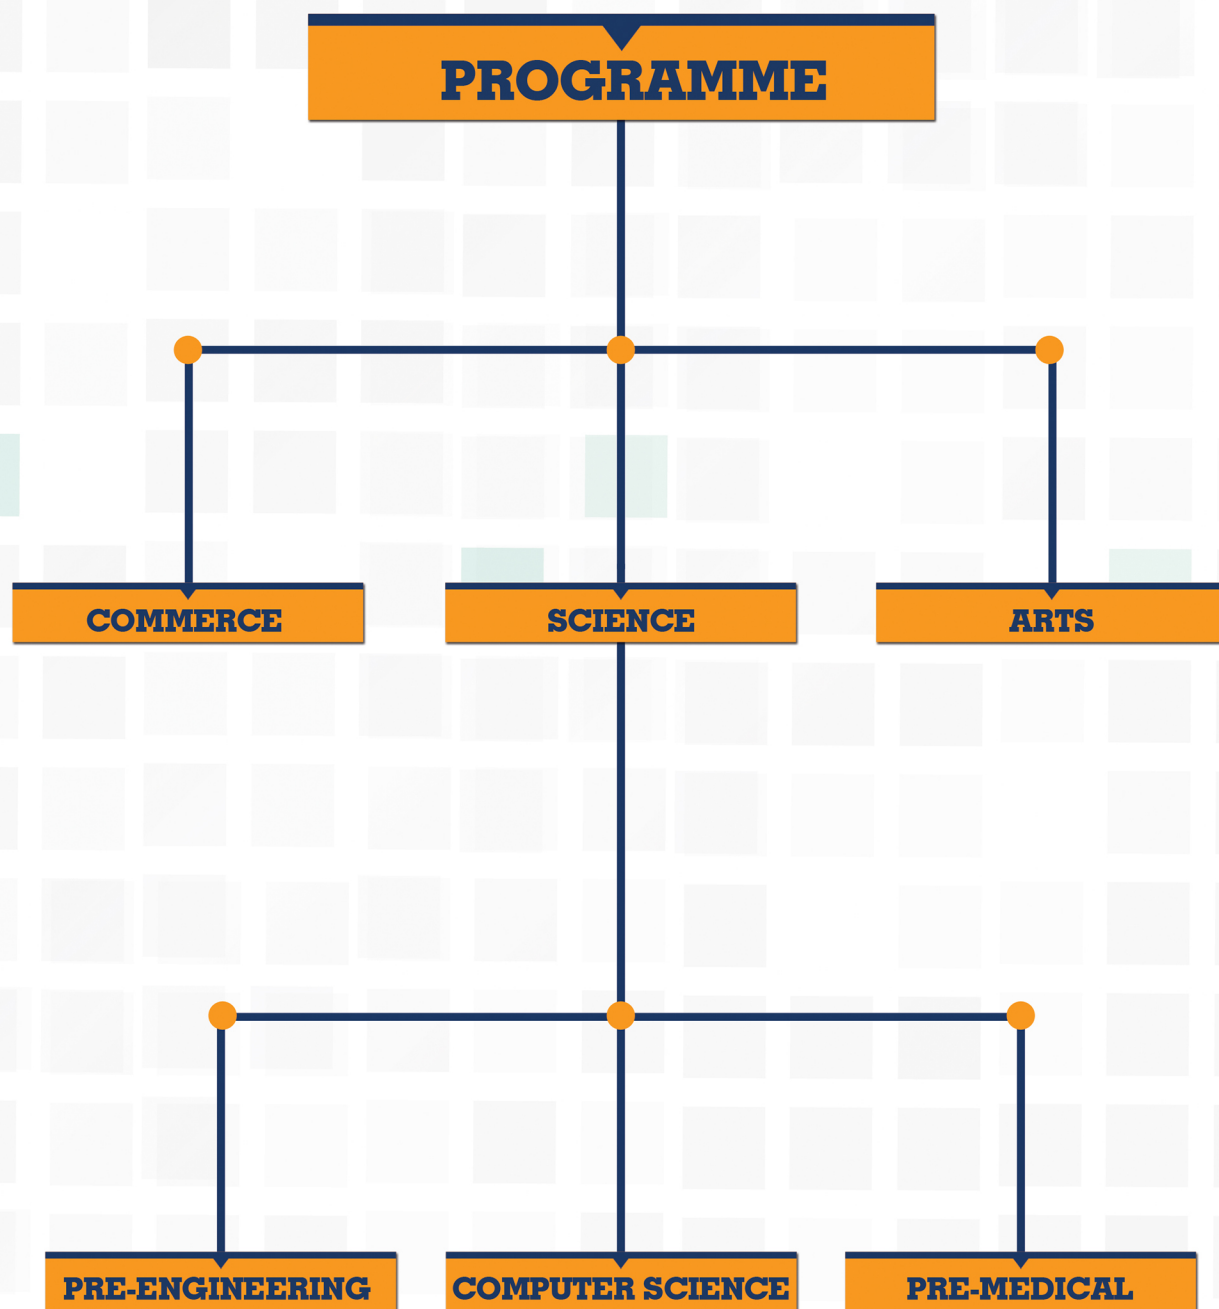 PROGRAMME
COMMERCE
SCIENCE
ARTS
PRE-ENGINEERING
COMPUTER SCIENCE
PRE-MEDICAL